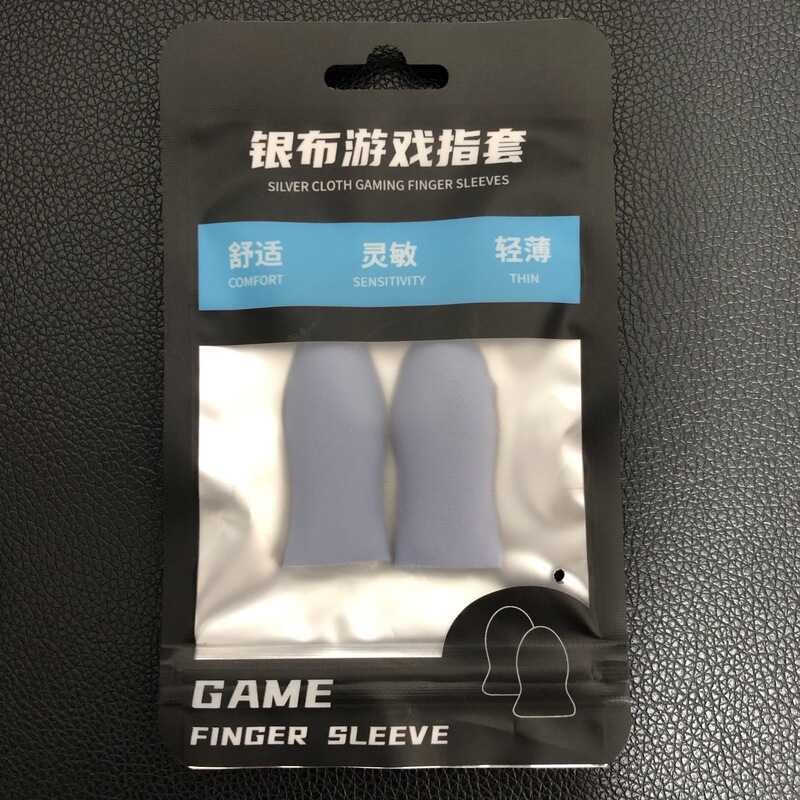 银布游戏指套
SILVER CLOTH GAMING FINGER SLEEVES
舒适 灵敏 轻薄
COMFORT SENSITIVITY THIN
GAME
FINGER SLEEVE